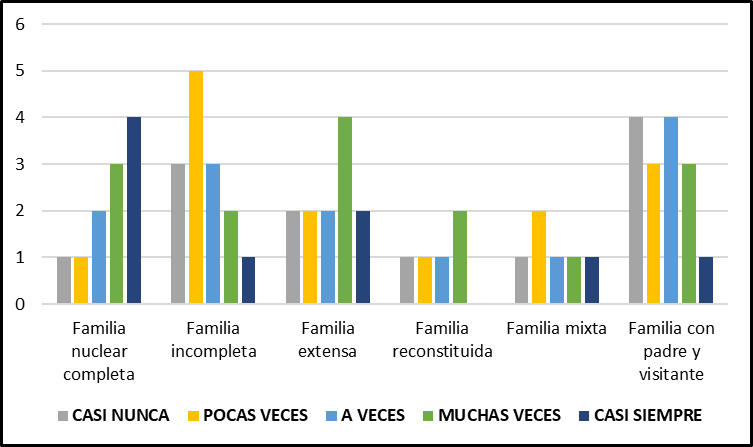 6
5
4
3
2
1
0
Familia nuclear completa
Familia incompleta
Familia extensa
Familia reconstituida
Familia mixta
Familia con padre y visitante
CASI NUNCA POCAS VECES A VECES MUCHAS VECES CASI SIEMPRE